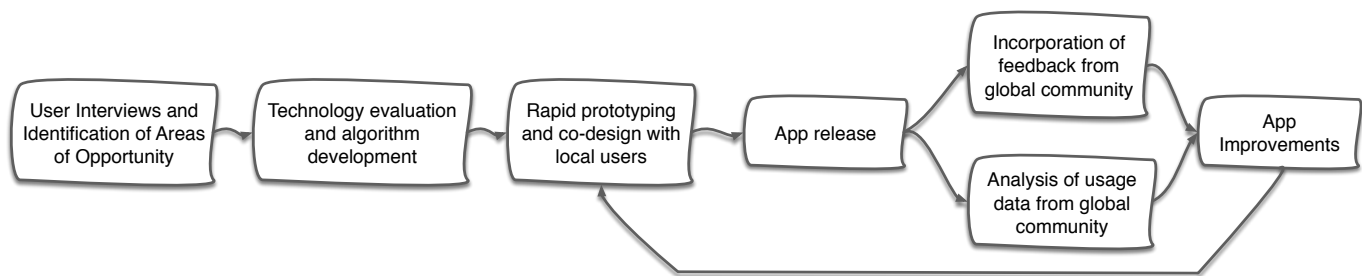 User Interviews and
Identification of Areas
of Opportunity
Technology evaluation
and algorithm
development
Rapid prototyping
and co-design with
local users
App release
Incorporation of
feedback from
global community
Analysis of usage
data from global
community
App
Improvements